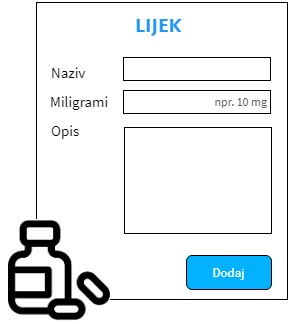 LIJEK
Naziv
Miligrami
npr. 10 mg
Opis
Dodaj